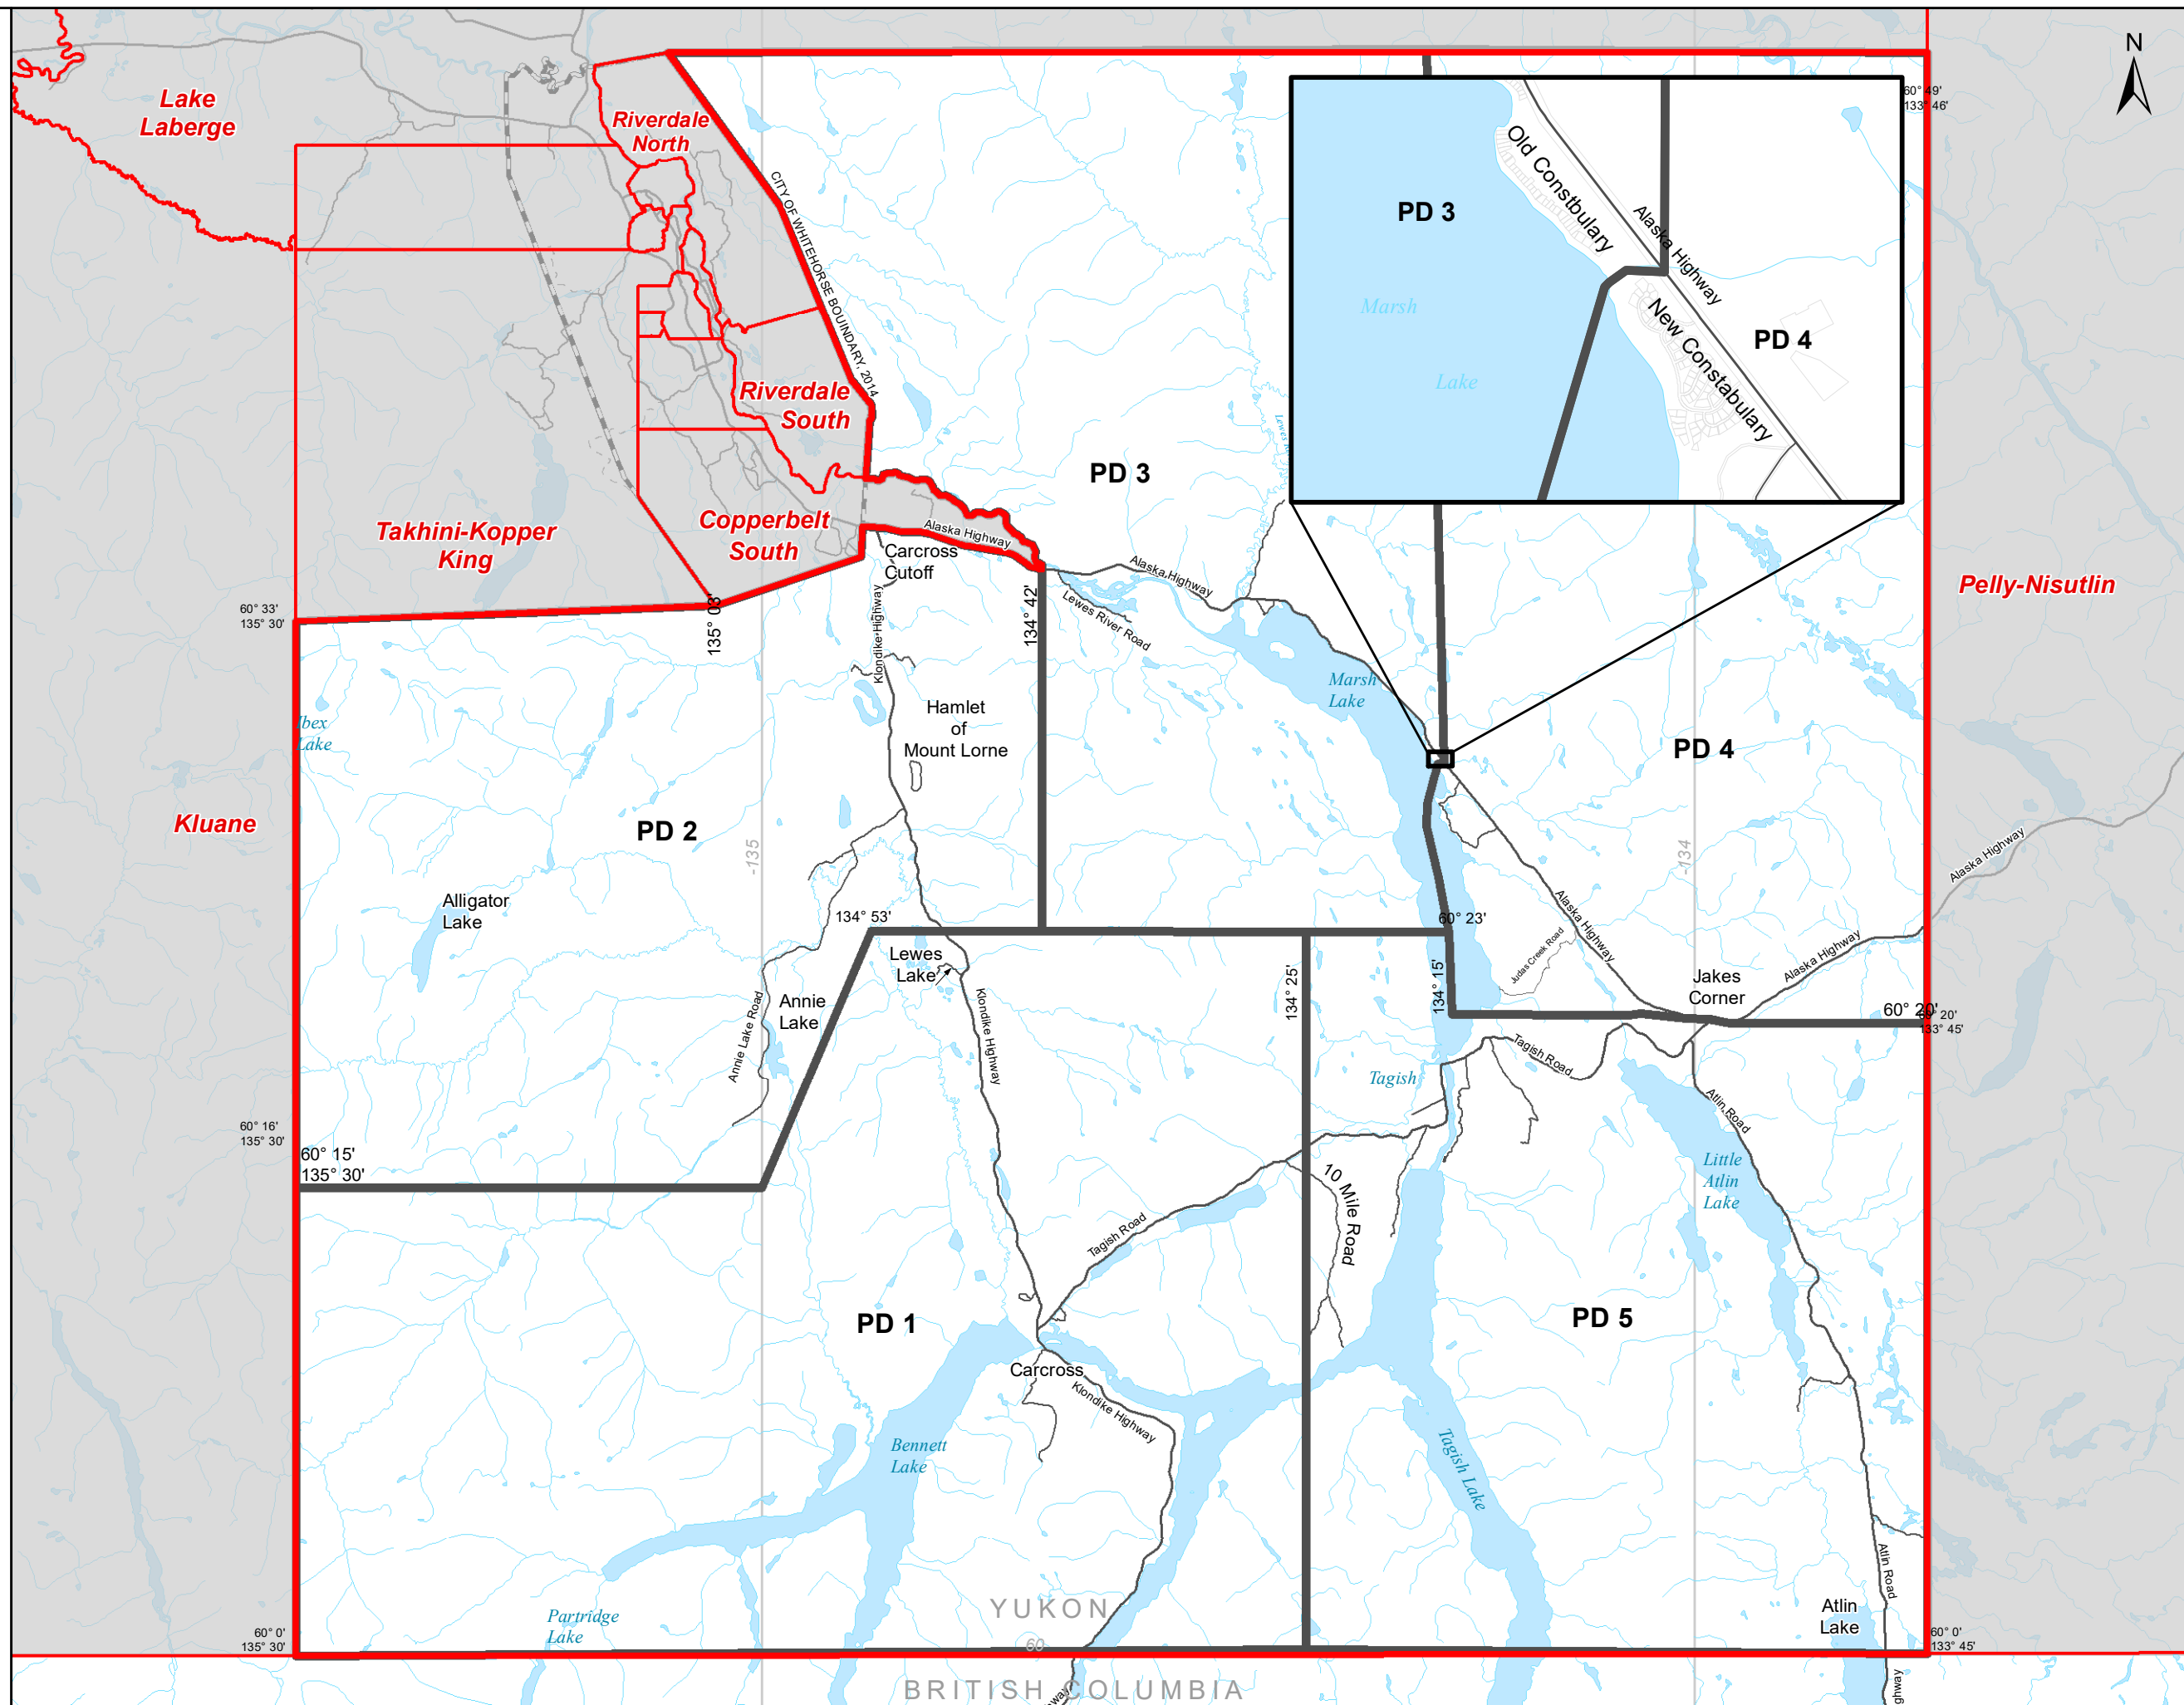 N
60° 49'
133° 46'
Lake
Laberge
Riverdale
North
CITY OF WHITEHORSE BOUINDARY, 2014
Old Constbulary
PD 3
Alaska Highway
Marsh
Lake
New Constabulary
PD 4
Riverdale
South
PD 3
Takhini-Kopper
King
Copperbelt
South
Alaska Highway
Carcross
Cutoff
Alaska Highway
Lewes River Road
Pelly-Nisutlin
60° 33'
135° 30'
135° 03'
Klondike Highway
134° 42'
Marsh
Lake
Ibex
Lake
Hamlet
of
Mount Lorne
PD 4
Kluane
PD 2
-135
-134
Alaska Highway
Alligator
Lake
134° 53'
60° 23'
Alaska Highway
Judas Creek Road
Alaska Highway
Lewes
Lake
134° 25'
134° 15'
Jakes
Corner
Annie
Lake
Annie Lake Road
Klondike Highway
60° 20'
60° 20'
133° 45'
Tagish Road
Tagish
Atlin Road
60° 16'
135° 30'
60° 15'
135° 30'
Little
Atlin
Lake
10 Mile Road
Tagish Road
PD 1
PD 5
Carcross
Klondike Highway
Bennett
Lake
Tagish Lake
Atlin Road
Partridge
Lake
YUKON
60
Atlin
Lake
60° 0'
135° 30'
60° 0'
133° 45'
BRITISH COLUMBIA